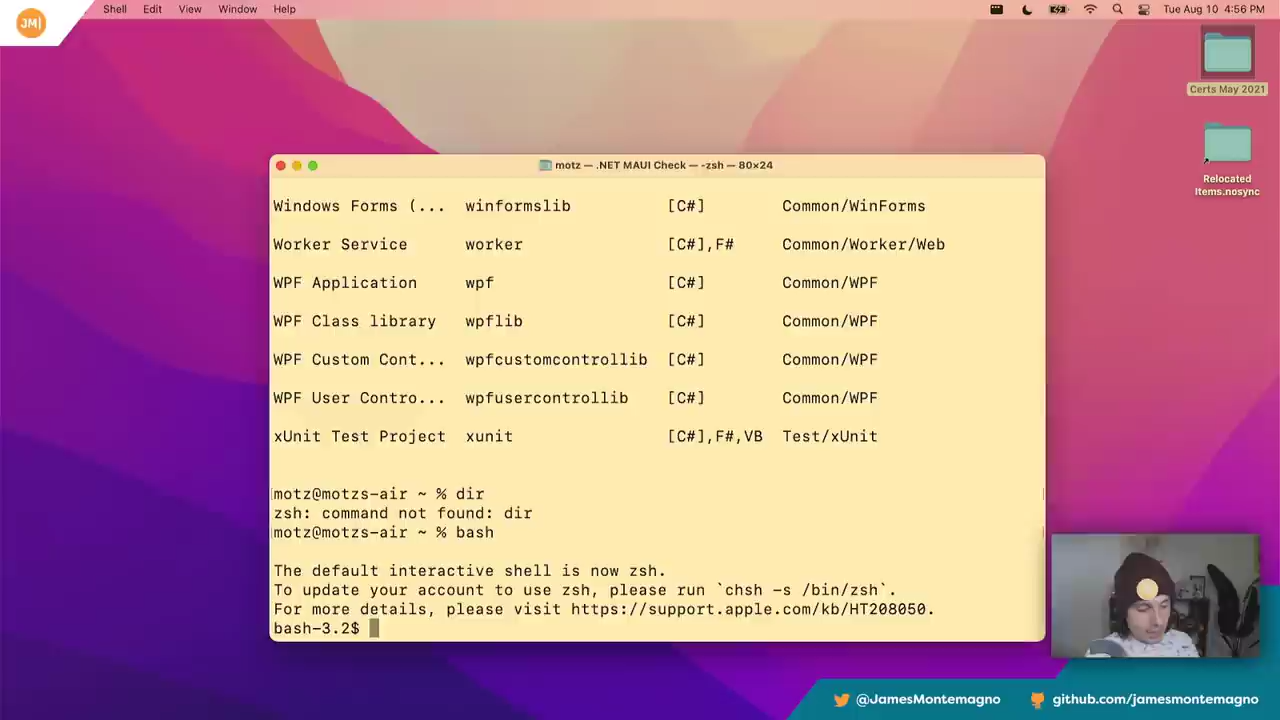 JM|
Shell Edit View Window Help
Tue Aug 10 4:56 PM
Certs May 2021
Relocated
Items.nosync
motz — .NET MAUI Check — -zsh — 80×24
Windows Forms (... winformslib [C#] Common/WinForms
Worker Service worker [C#],F# Common/Worker/Web
WPF Application wpf [C#] Common/WPF
WPF Class library wpflib [C#] Common/WPF
WPF Custom Cont... wpfcustomcontrollib [C#] Common/WPF
WPF User Contro... wpfusercontrollib [C#] Common/WPF
xUnit Test Project xunit [C#],F#,VB Test/xUnit
motz@motzs-air ~ % dir
zsh: command not found: dir
motz@motzs-air ~ % bash
The default interactive shell is now zsh.
To update your account to use zsh, please run `chsh -s /bin/zsh`.
For more details, please visit https://support.apple.com/kb/HT208050.
bash-3.2$
@JamesMontemagno github.com/jamesmontemagno